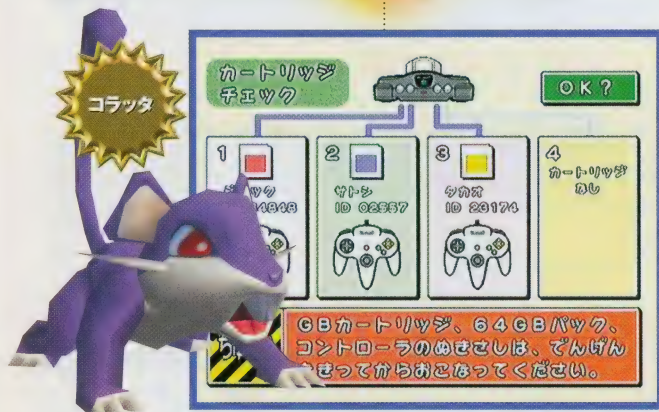 コラッタ
カートリッジ
チェック
OK?
1
2
3
4
サトシ
タカオ
カートリッジ
なし
ID 02557
ID 23174
GBカートリッジ、64GBパック、
コントローラのぬきさしは、でんげん
をきってからおこなってください。